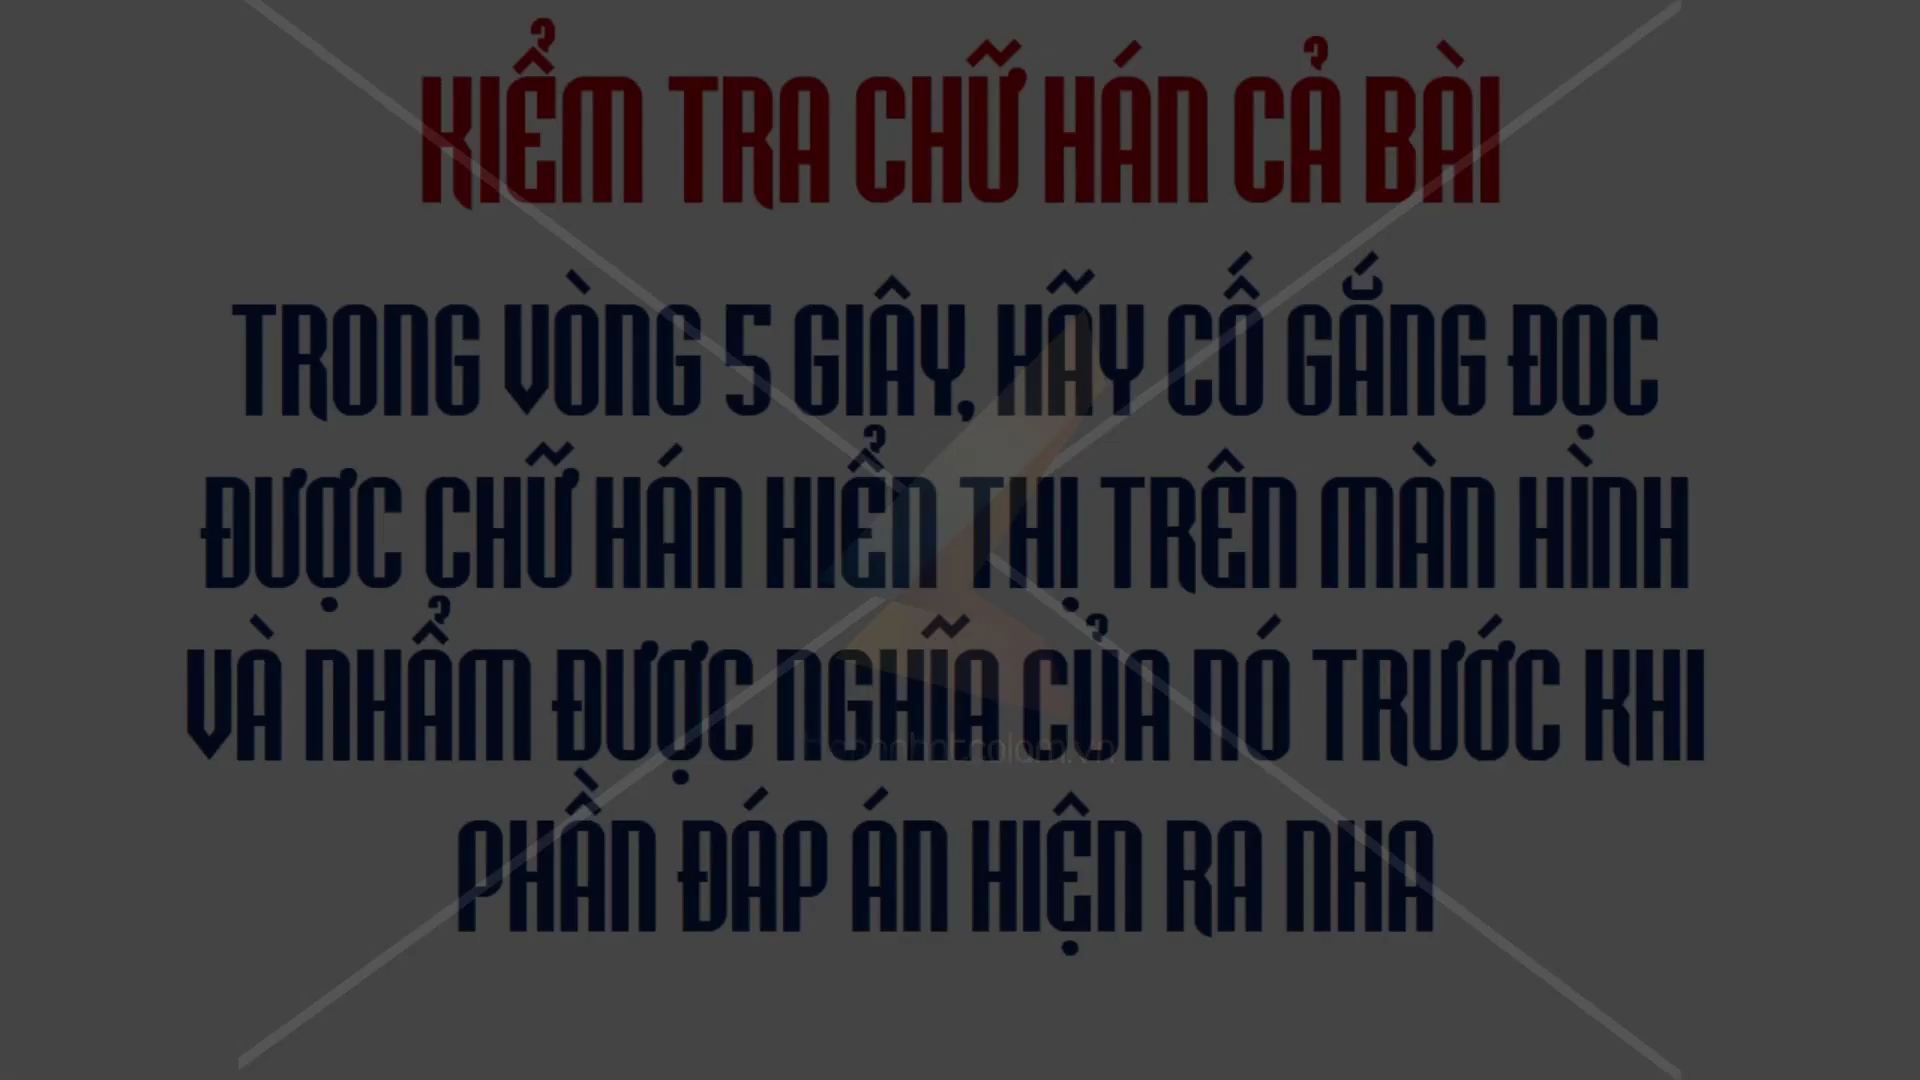 KIỂM TRA CHỮ HÁN CẢ BÀI
TRONG VÒNG 5 GIÂY, HÃY CỐ GẮNG ĐỌC
ĐƯỢC CHỮ HÁN HIỂN THỊ TRÊN MÀN HÌNH
VÀ NHẨM ĐƯỢC NGHĨA CỦA NÓ TRƯỚC KHI
PHẦN ĐÁP ÁN HIỆN RA NHA